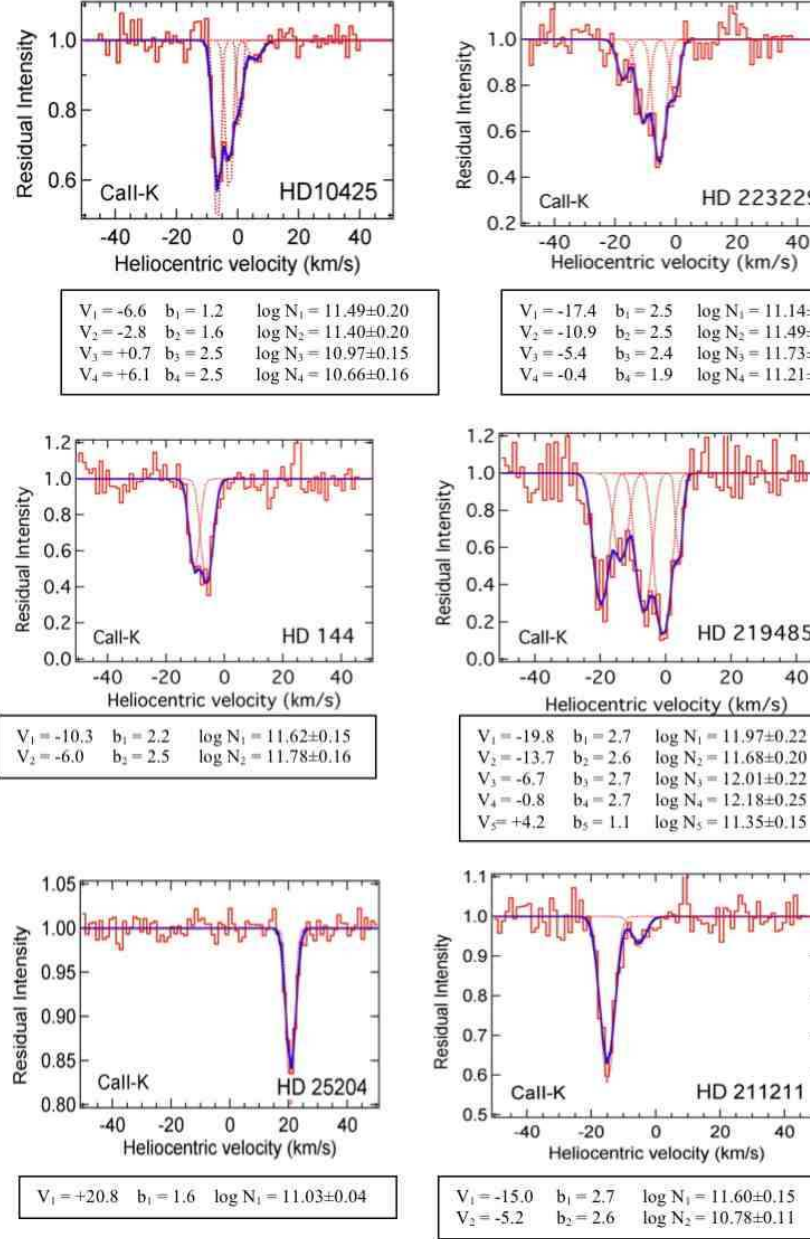 1.0
0.8
0.6
Residual Intensity
CaII-K
HD10425
-40 -20 0 20 40
Heliocentric velocity (km/s)
V₁ = -6.6 b₁ = 1.2 log N₁ = 11.49±0.20
V₂ = -2.8 b₂ = 1.6 log N₂ = 11.40±0.20
V₃ = +0.7 b₃ = 2.5 log N₃ = 10.97±0.15
V₄ = +6.1 b₄ = 2.5 log N₄ = 10.66±0.16
1.0
0.8
0.6
0.4
0.2
Residual Intensity
CaII-K
HD 223229
-40 -20 0 20 40
Heliocentric velocity (km/s)
V₁ = -17.4 b₁ = 2.5 log N₁ = 11.14±
V₂ = -10.9 b₂ = 2.5 log N₂ = 11.49±
V₃ = -5.4 b₃ = 2.4 log N₃ = 11.73±
V₄ = -0.4 b₄ = 1.9 log N₄ = 11.21±
1.2
1.0
0.8
0.6
0.4
0.2
0.0
Residual Intensity
CaII-K
HD 144
-40 -20 0 20 40
Heliocentric velocity (km/s)
V₁ = -10.3 b₁ = 2.2 log N₁ = 11.62±0.15
V₂ = -6.0 b₂ = 2.5 log N₂ = 11.78±0.16
1.2
1.0
0.8
0.6
0.4
0.2
0.0
Residual Intensity
CaII-K
HD 219485
-40 -20 0 20 40
Heliocentric velocity (km/s)
V₁ = -19.8 b₁ = 2.7 log N₁ = 11.97±0.22
V₂ = -13.7 b₂ = 2.6 log N₂ = 11.68±0.20
V₃ = -6.7 b₃ = 2.7 log N₃ = 12.01±0.22
V₄ = -0.8 b₄ = 2.7 log N₄ = 12.18±0.25
V₅= +4.2 b₅ = 1.1 log N₅ = 11.35±0.15
1.05
1.00
0.95
0.90
0.85
0.80
Residual Intensity
CaII-K
HD 25204
-40 -20 0 20 40
Heliocentric velocity (km/s)
V₁ = +20.8 b₁ = 1.6 log N₁ = 11.03±0.04
1.1
1.0
0.9
0.8
0.7
0.6
0.5
Residual Intensity
CaII-K
HD 211211
-40 -20 0 20 40
Heliocentric velocity (km/s)
V₁ = -15.0 b₁ = 2.7 log N₁ = 11.60±0.15
V₂ = -5.2 b₂ = 2.6 log N₂ = 10.78±0.11